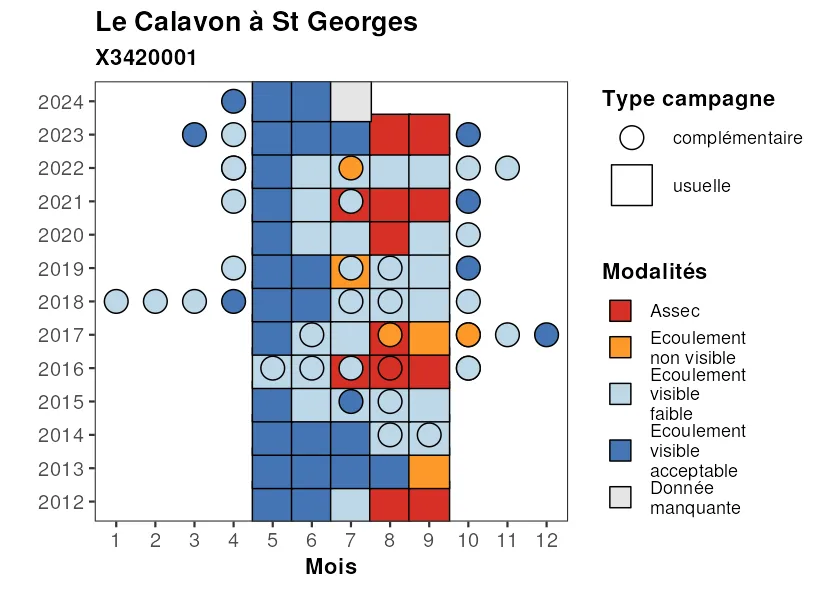 Le Calavon à St Georges
X3420001
2024
2023
2022
2021
2020
2019
2018
2017
2016
2015
2014
2013
2012
1 2 3 4 5 6 7 8 9 10 11 12
Mois
Type campagne
complémentaire
usuelle
Modalités
Assec
Ecoulement
non visible
Ecoulement
visible
faible
Ecoulement
visible
acceptable
Donnée
manquante